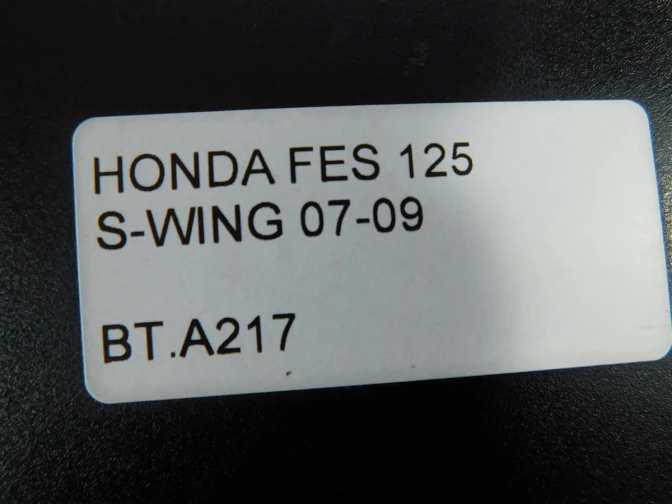 HONDA FES 125
S-WING 07-09
BT.A217